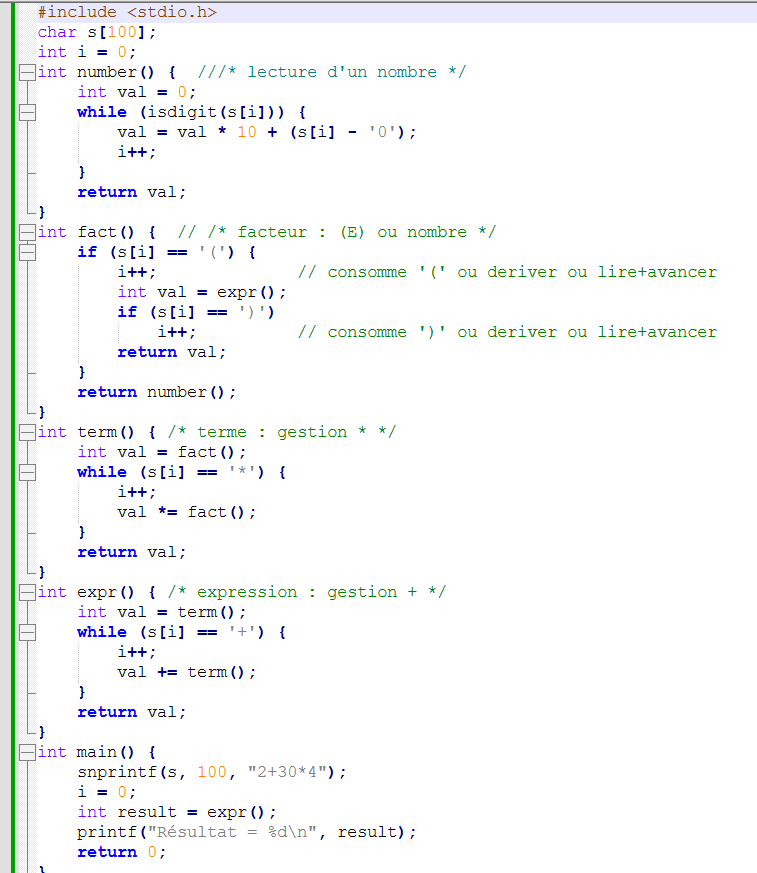 #include <stdio.h>
char s[100];
int i = 0;
int number() {  ///* lecture d'un nombre */
    int val = 0;
    while (isdigit(s[i])) {
        val = val * 10 + (s[i] - '0');
        i++;
    }
    return val;
}
int fact() {  // /* facteur : (E) ou nombre */
    if (s[i] == '(') {
        i++;              // consomme '(' ou deriver ou lire+avancer
        int val = expr();
        if (s[i] == ')')
            i++;          // consomme ')' ou deriver ou lire+avancer
        return val;
    }
    return number();
}
int term() { /* terme : gestion * */
    int val = fact();
    while (s[i] == '*') {
        i++;
        val *= fact();
    }
    return val;
}
int expr() { /* expression : gestion + */
    int val = term();
    while (s[i] == '+') {
        i++;
        val += term();
    }
    return val;
}
int main() {
    snprintf(s, 100, "2+30*4");
    i = 0;
    int result = expr();
    printf("Résultat = %d\n", result);
    return 0;
}